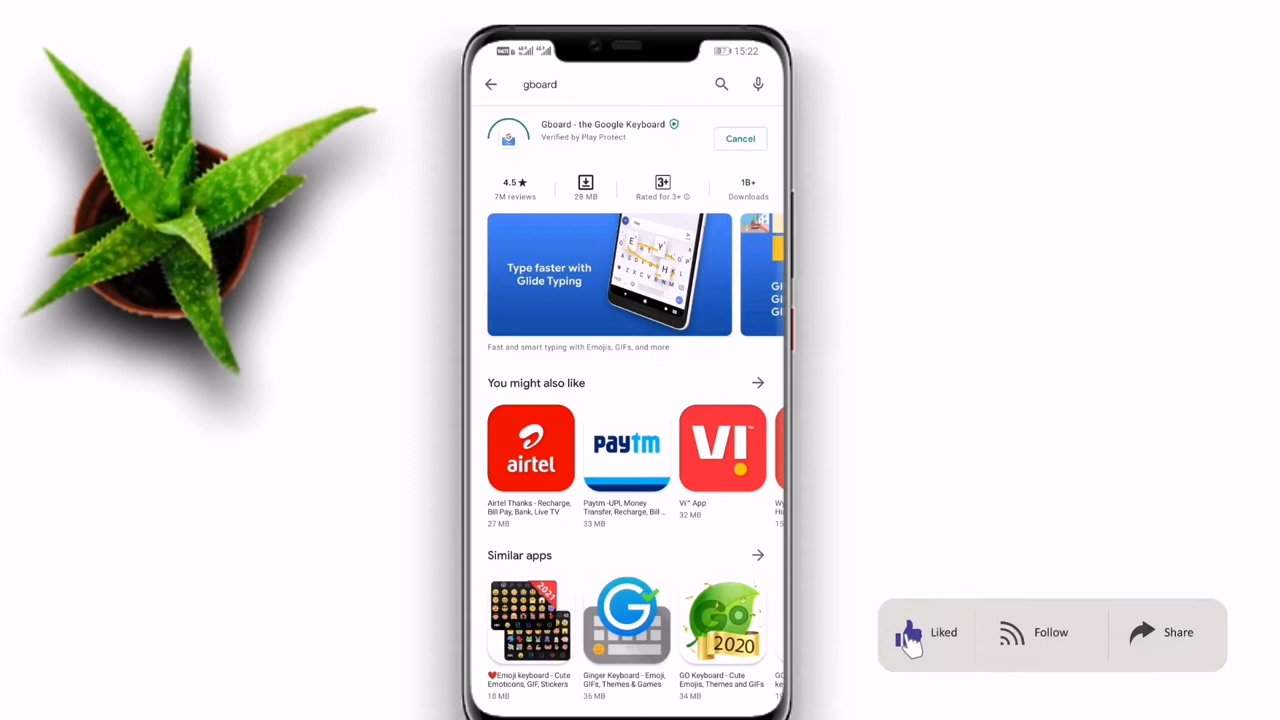 15:22
gboard
Gboard - the Google Keyboard
Verified by Play Protect
Cancel
4.5★
7M reviews
28 MB
3+
Rated for 3+
1B+
Downloads
Type faster with
Glide Typing
Fast and smart typing with Emojis, GIFs, and more
You might also like
airtel
paytm
VI
Airtel Thanks - Recharge,
Bill Pay, Bank, Live TV
27 MB
Paytm -UPI, Money
Transfer, Recharge, Bill ..
33 MB
Vi™ App
32 MB
Similar apps
2021
G
GO
2020
❤Emoji keyboard - Cute
Emoticons, GIF, Stickers
18 MB
Ginger Keyboard - Emoji,
GIFs, Themes & Games
36 MB
GO Keyboard - Cute
Emojis, Themes and GIFs
34 MB
Liked
Follow
Share